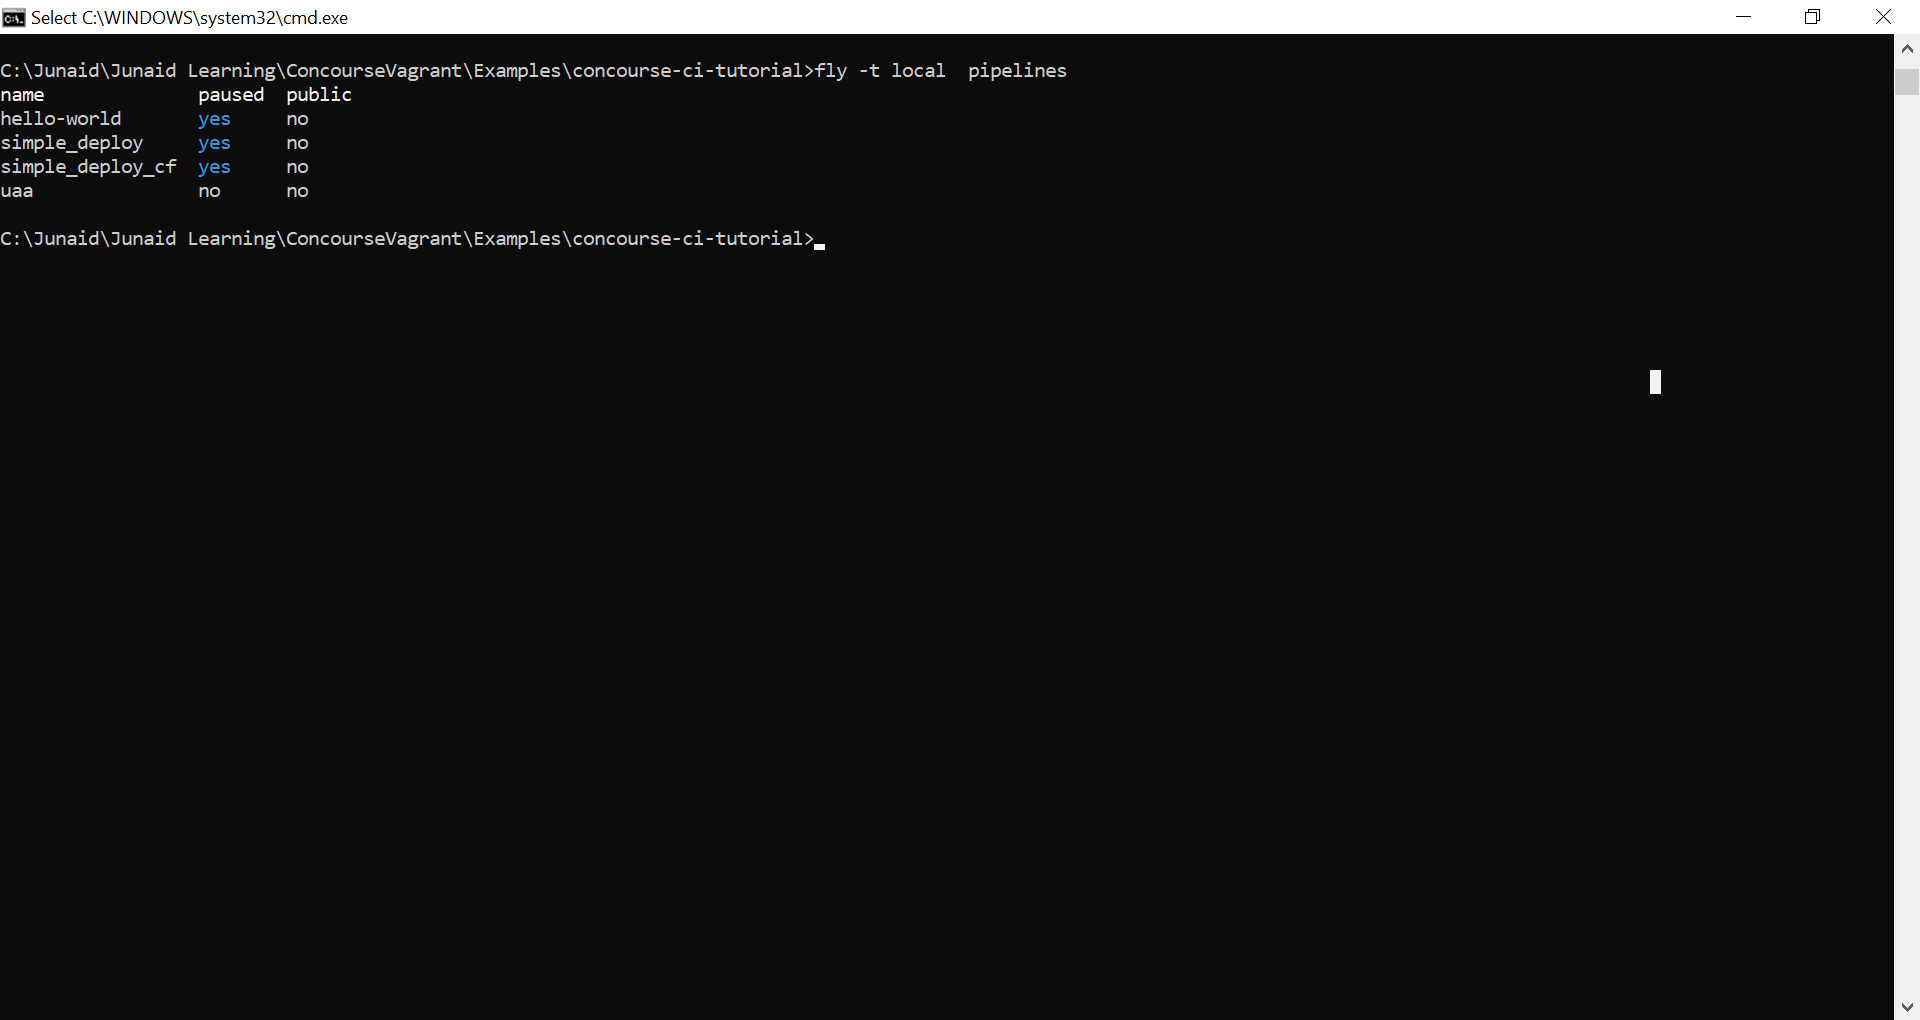 Select C:\WINDOWS\system32\cmd.exe
C:\Junaid\Junaid Learning\ConcourseVagrant\Examples\concourse-ci-tutorial>fly -t local  pipelines
name              paused  public
hello-world       yes     no
simple_deploy     yes     no
simple_deploy_cf  yes     no
uaa               no      no
C:\Junaid\Junaid Learning\ConcourseVagrant\Examples\concourse-ci-tutorial>